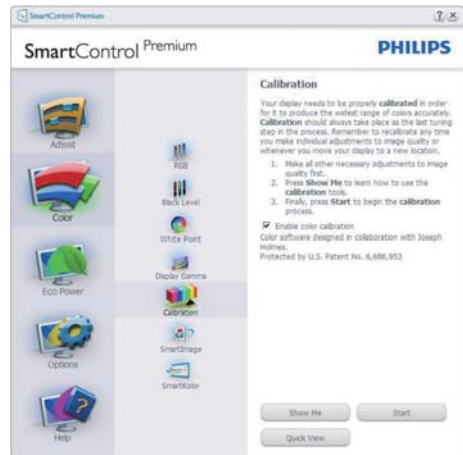 SmartControl Premium
SmartControl Premium
PHILIPS
Adjust
Color
Eco Power
Options
Help
RGB
Black Level
White Point
Display Gamma
Calibration
SmartImage
SmartKolor
Calibration
Your display needs to be properly calibrated in order
for it to produce the widest range of colors accurately.
Calibration should always take place as the last tuning
step in the process. Remember to recalibrate any time
you make individual adjustments to image quality or
whenever you move your display to a new location.
1. Make all other necessary adjustments to image
quality first.
2. Press Show Me to learn how to use the
calibration tools.
3. Finally, press Start to begin the calibration
process.
Enable color calibration
Color software designed in collaboration with Joseph
Holmes.
Protected by U.S. Patent No. 6,686,953
Show Me
Start
Quick View